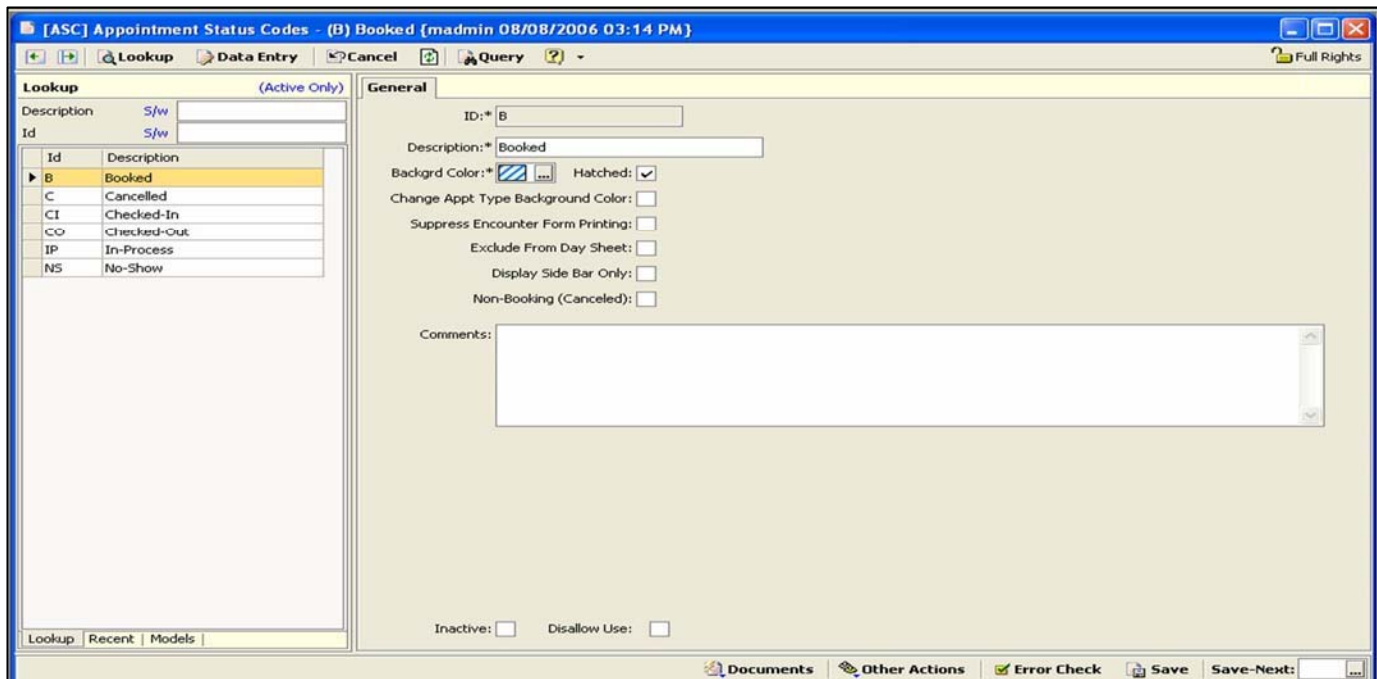 [ASC] Appointment Status Codes - (B) Booked {madmin 08/08/2006 03:14 PM}
Lookup Data Entry Cancel Query Full Rights
Lookup (Active Only)
Description S/w
Id S/w
Id Description
B Booked
C Cancelled
CI Checked-In
CO Checked-Out
IP In-Process
NS No-Show
Lookup Recent | Models |
General
ID:* B
Description:* Booked
Backgrd Color:* ... Hatched:
Change Appt Type Background Color:
Suppress Encounter Form Printing:
Exclude From Day Sheet:
Display Side Bar Only:
Non-Booking (Canceled):
Comments:
Inactive: Disallow Use:
Documents Other Actions Error Check Save Save-Next: ...